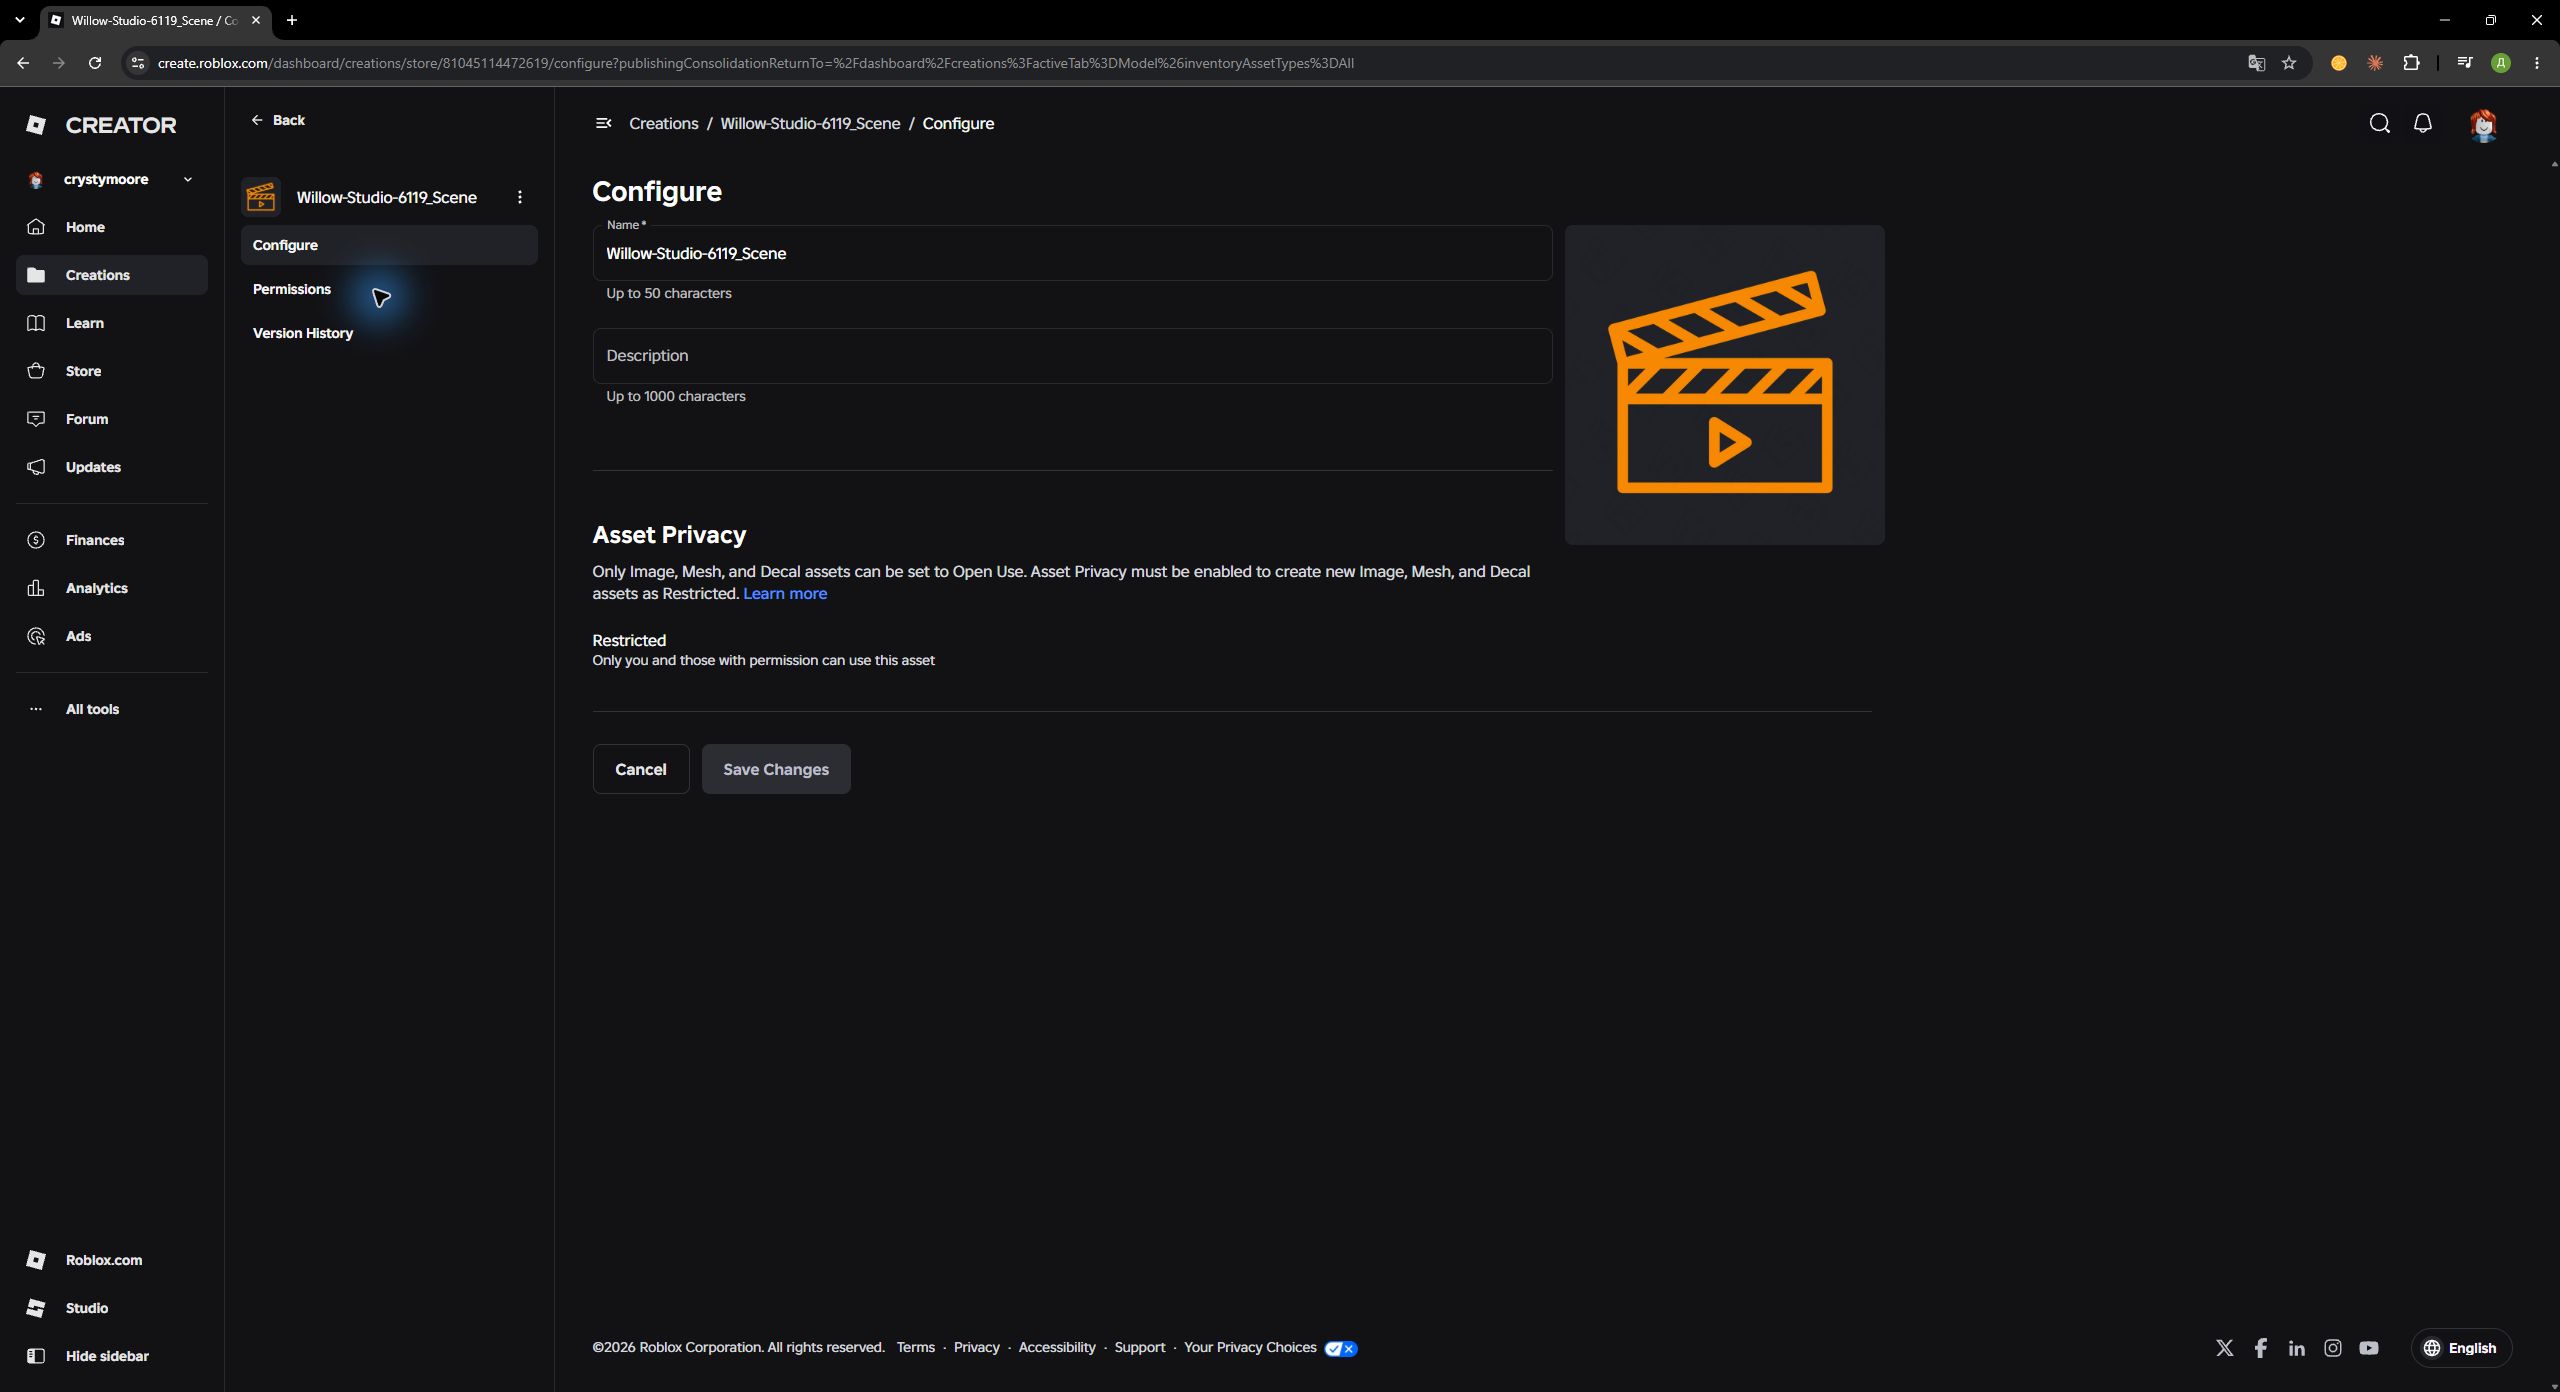 Willow-Studio-6119_Scene / Co
create.roblox.com/dashboard/creations/store/81045114472619/configure?publishingConsolidationReturnTo=%2Fdashboard%2Fcreations%3FactiveTab%3DModel%26inventoryAssetTypes%3DAll
Д
CREATOR
crystymoore
Home
Creations
Learn
Store
Forum
Updates
Finances
Analytics
Ads
All tools
Roblox.com
Studio
Hide sidebar
Back
Willow-Studio-6119_Scene
Configure
Permissions
Version History
Creations / Willow-Studio-6119_Scene / Configure
Configure
Name*
Willow-Studio-6119_Scene
Up to 50 characters
Description
Up to 1000 characters
Asset Privacy
Only Image, Mesh, and Decal assets can be set to Open Use. Asset Privacy must be enabled to create new Image, Mesh, and Decal
assets as Restricted. Learn more
Restricted
Only you and those with permission can use this asset
Cancel
Save Changes
©2026 Roblox Corporation. All rights reserved. Terms · Privacy · Accessibility · Support · Your Privacy Choices
English